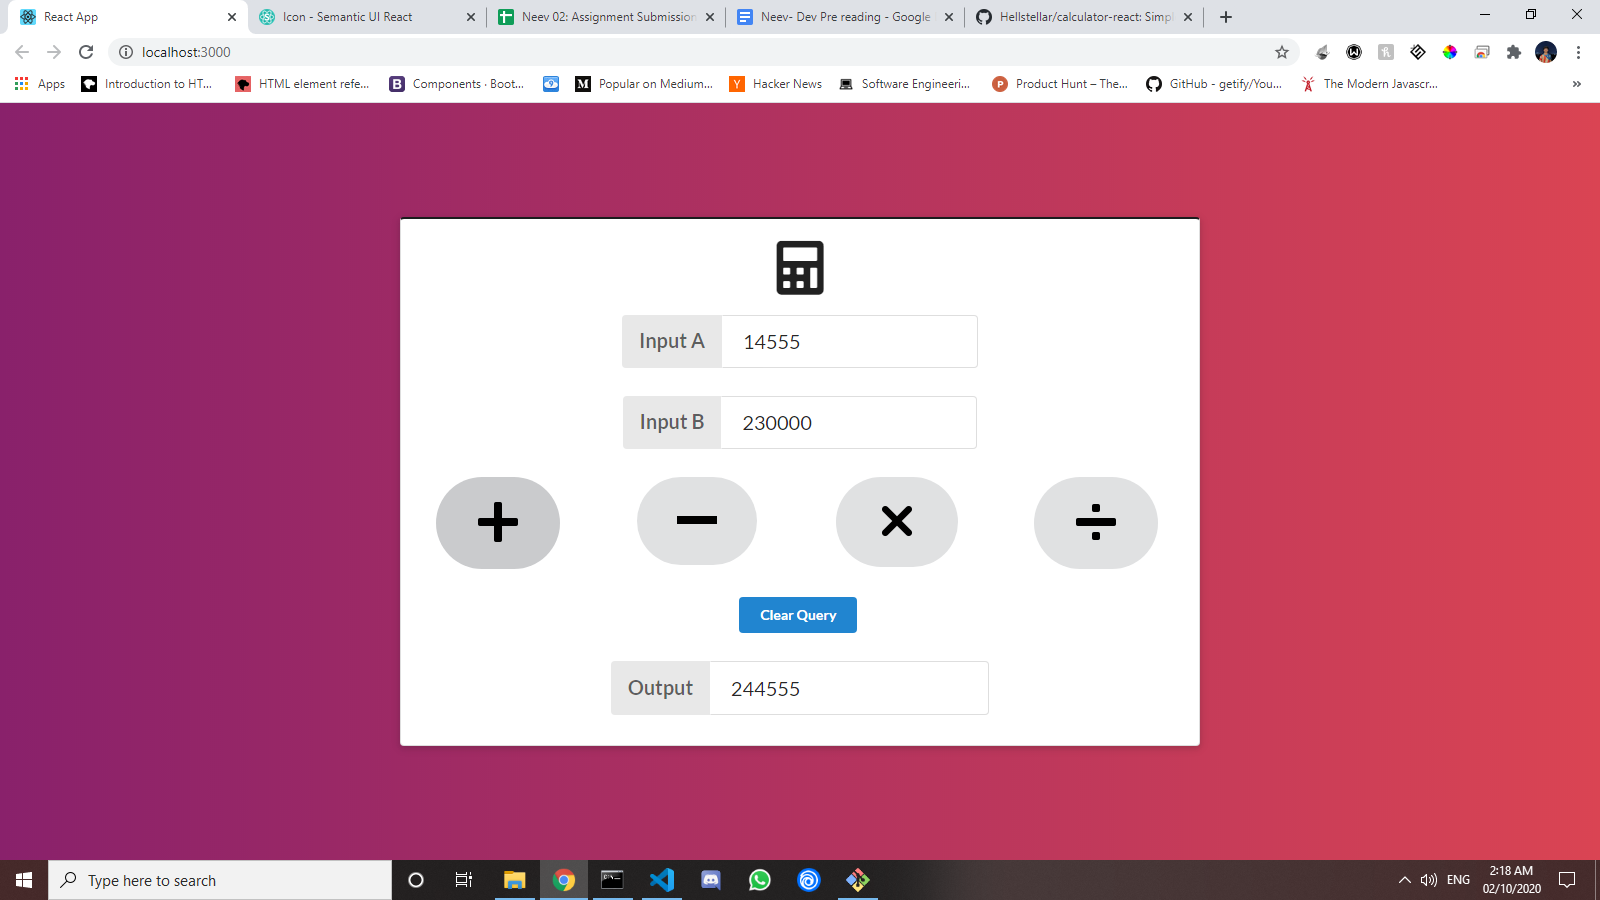 React App
Icon - Semantic UI React
Neev 02: Assignment Submission
Neev- Dev Pre reading - Google
Hellstellar/calculator-react: Simpl
localhost:3000
Apps
Introduction to HT...
HTML element refe...
Components · Boot...
Popular on Medium...
Hacker News
Software Engineeri...
Product Hunt – The...
GitHub - getify/You...
The Modern Javascr...
»
Input A 14555
Input B 230000
+ − × ÷
Clear Query
Output 244555
Type here to search
ENG
2:18 AM
02/10/2020